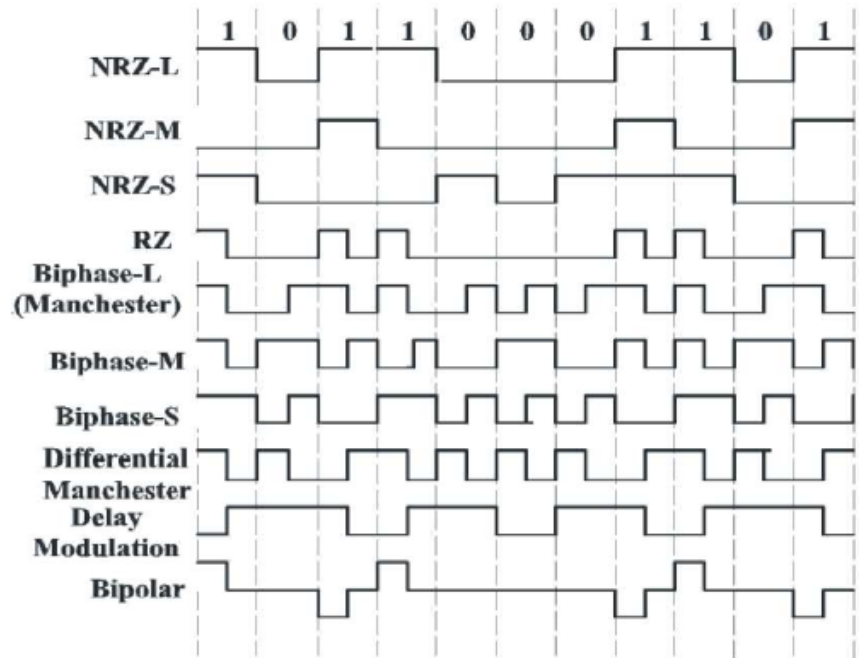 1 0 1 1 0 0 0 1 1 0 1
NRZ-L
NRZ-M
NRZ-S
RZ
Biphase-L
(Manchester)
Biphase-M
Biphase-S
Differential
Manchester
Delay
Modulation
Bipolar